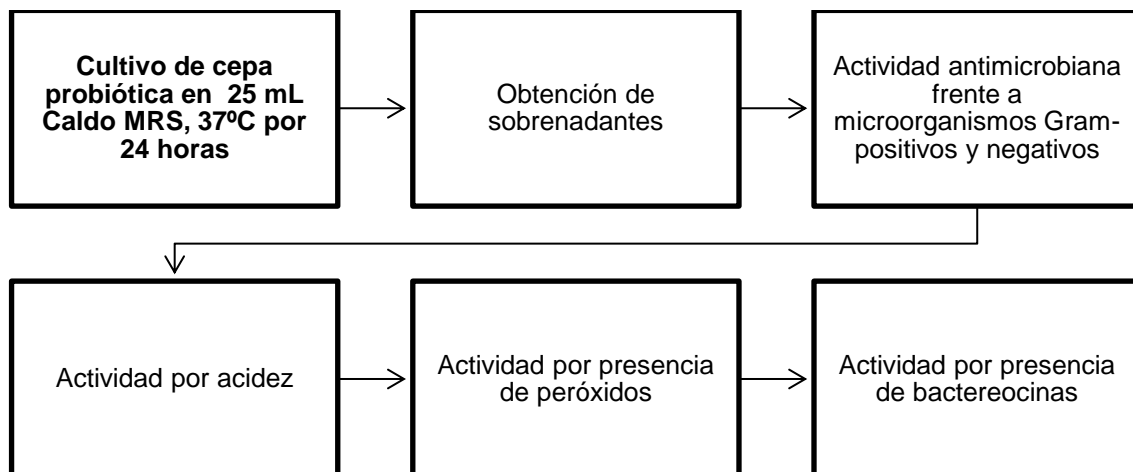 Cultivo de cepa
probiótica en 25 mL
Caldo MRS, 37ºC por
24 horas
Obtención de
sobrenadantes
Actividad antimicrobiana
frente a
microorganismos Gram-
positivos y negativos
Actividad por acidez
Actividad por presencia
de peróxidos
Actividad por presencia
de bactereocinas